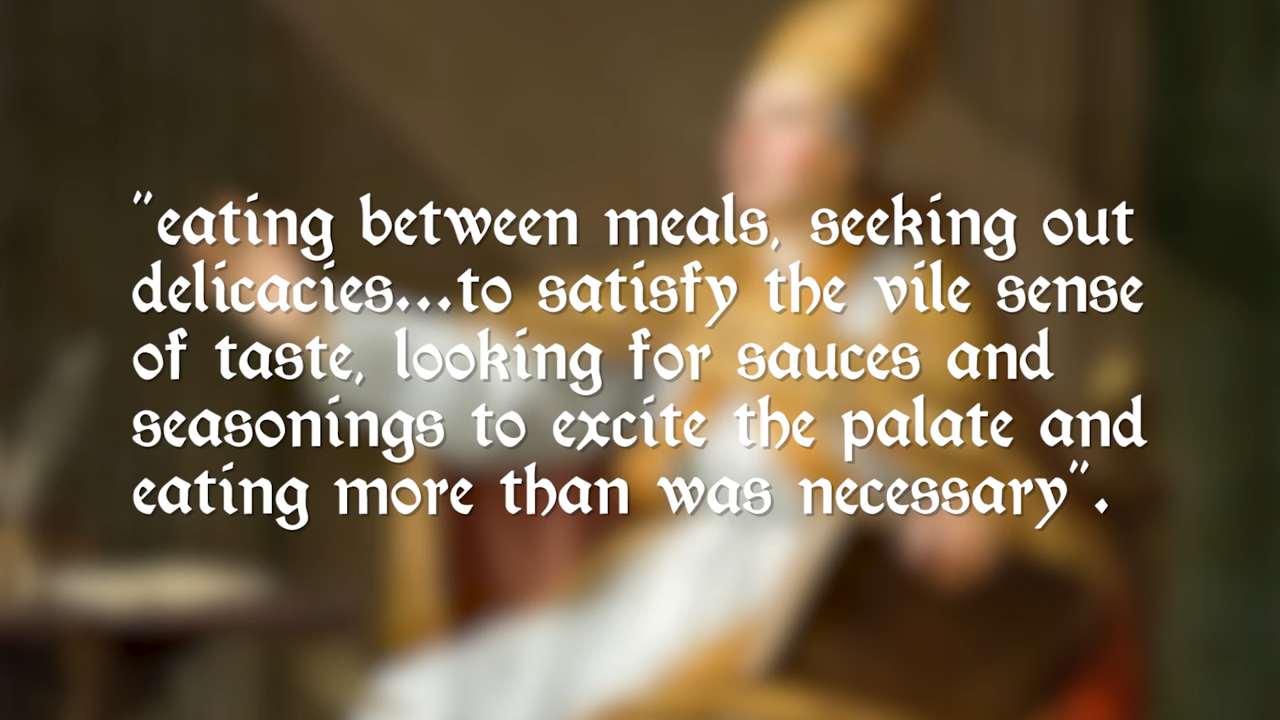 "eating between meals, seeking out
delicacies...to satisfy the vile sense
of taste, looking for sauces and
seasonings to excite the palate and
eating more than was necessary".